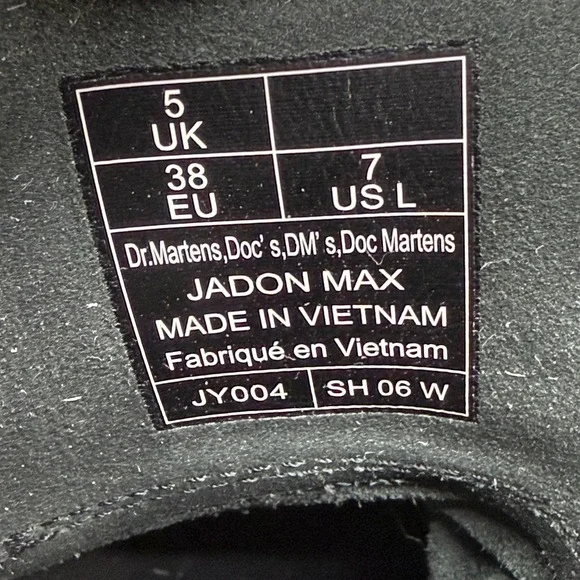 5
UK
38
EU
7
US L
Dr.Martens,Doc' s,DM' s,Doc Martens
JADON MAX
MADE IN VIETNAM
Fabriqué en Vietnam
JY004
SH 06 W